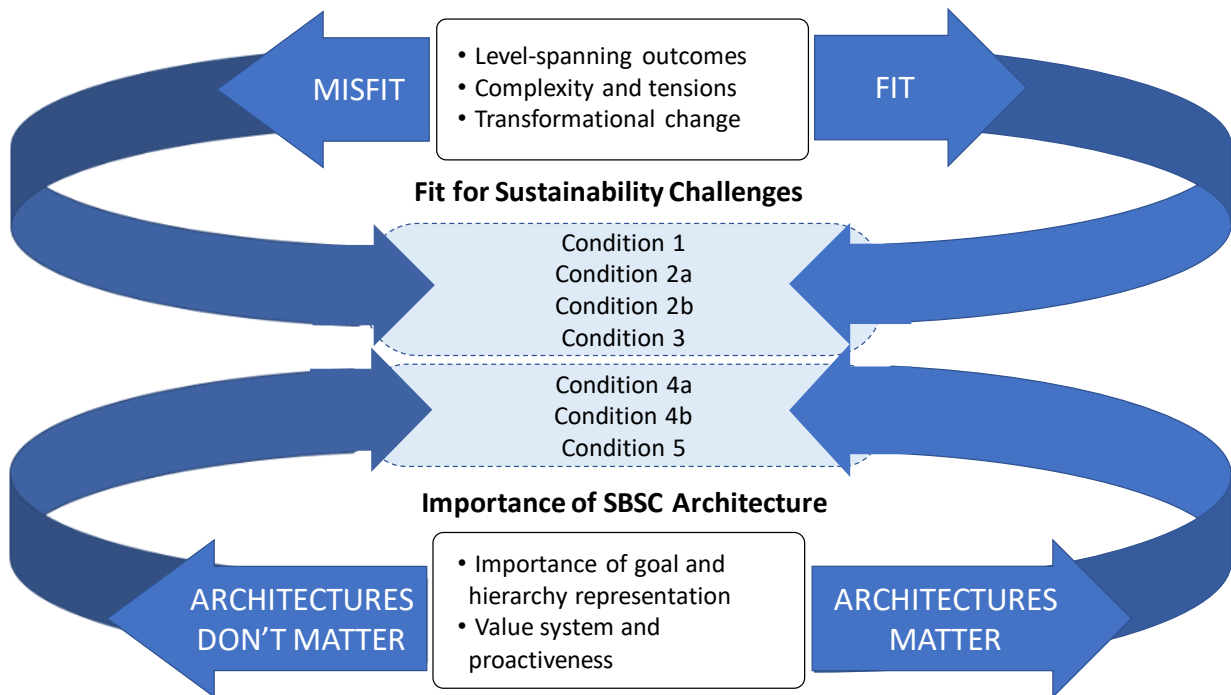 MISFIT
• Level-spanning outcomes
• Complexity and tensions
• Transformational change
FIT
Fit for Sustainability Challenges
Condition 1
Condition 2a
Condition 2b
Condition 3
Condition 4a
Condition 4b
Condition 5
Importance of SBSC Architecture
ARCHITECTURES
DON’T MATTER
• Importance of goal and
hierarchy representation
• Value system and
proactiveness
ARCHITECTURES
MATTER